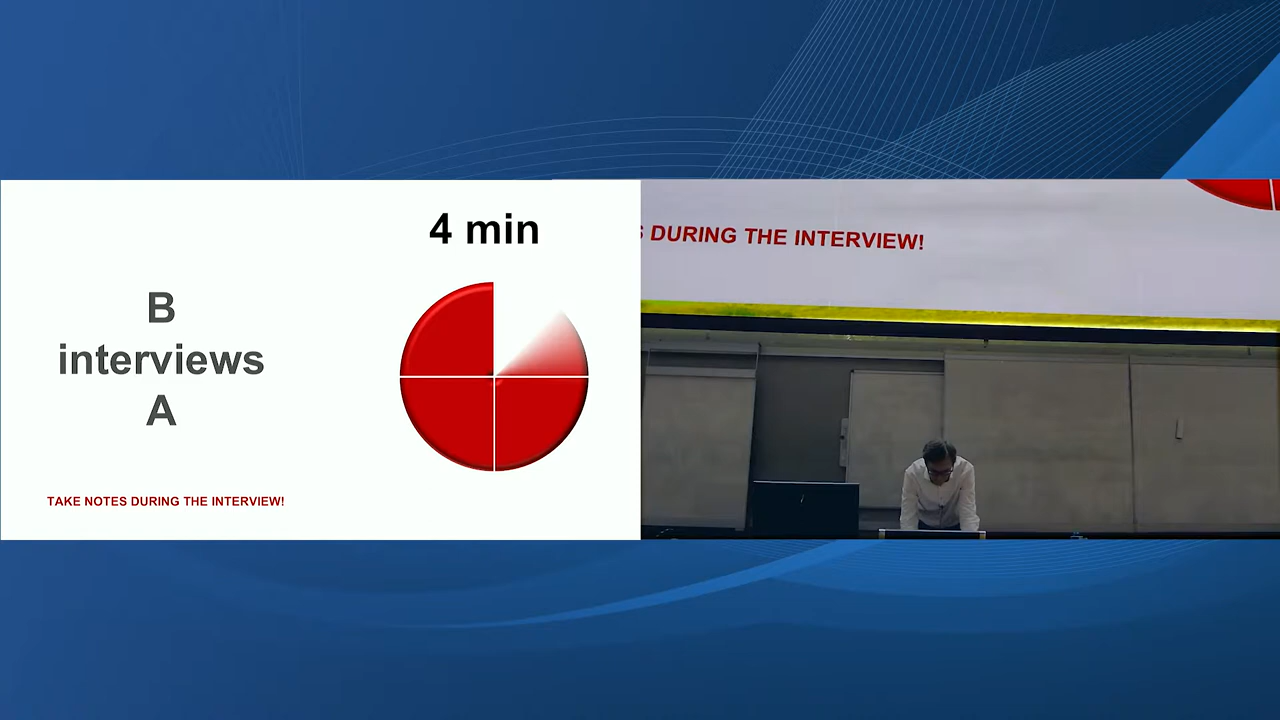 4 min
B
interviews
A
TAKE NOTES DURING THE INTERVIEW!
DURING THE INTERVIEW!